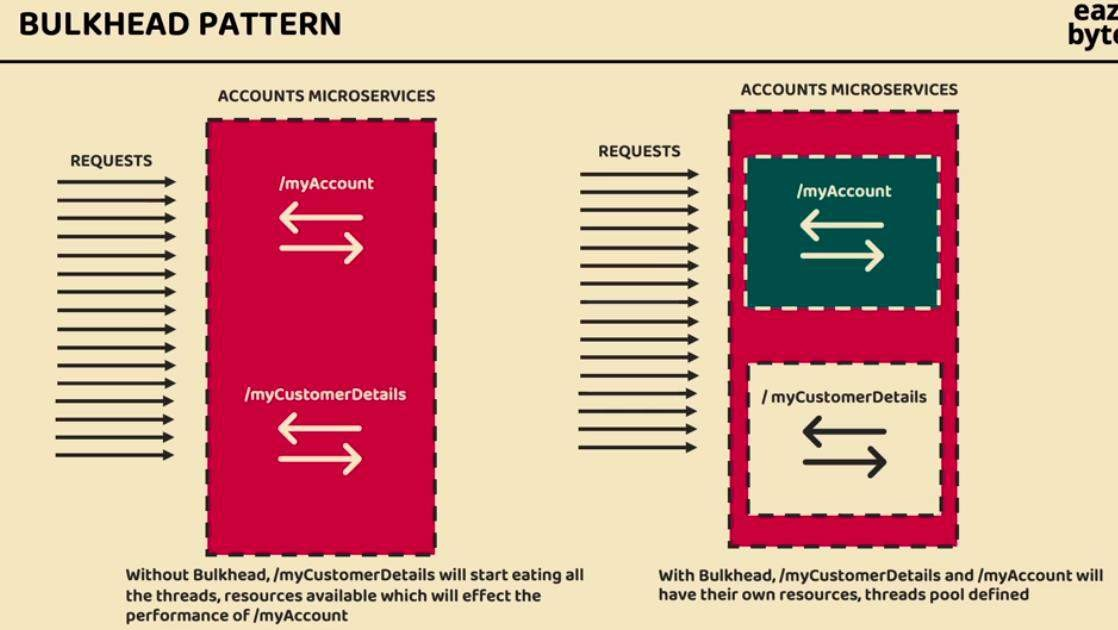 BULKHEAD PATTERN
eaz
byte
ACCOUNTS MICROSERVICES
REQUESTS
/myAccount
/myCustomerDetails
Without Bulkhead, /myCustomerDetails will start eating all
the threads, resources available which will effect the
performance of /myAccount
ACCOUNTS MICROSERVICES
REQUESTS
/myAccount
/ myCustomerDetails
With Bulkhead, /myCustomerDetails and /myAccount will
have their own resources, threads pool defined